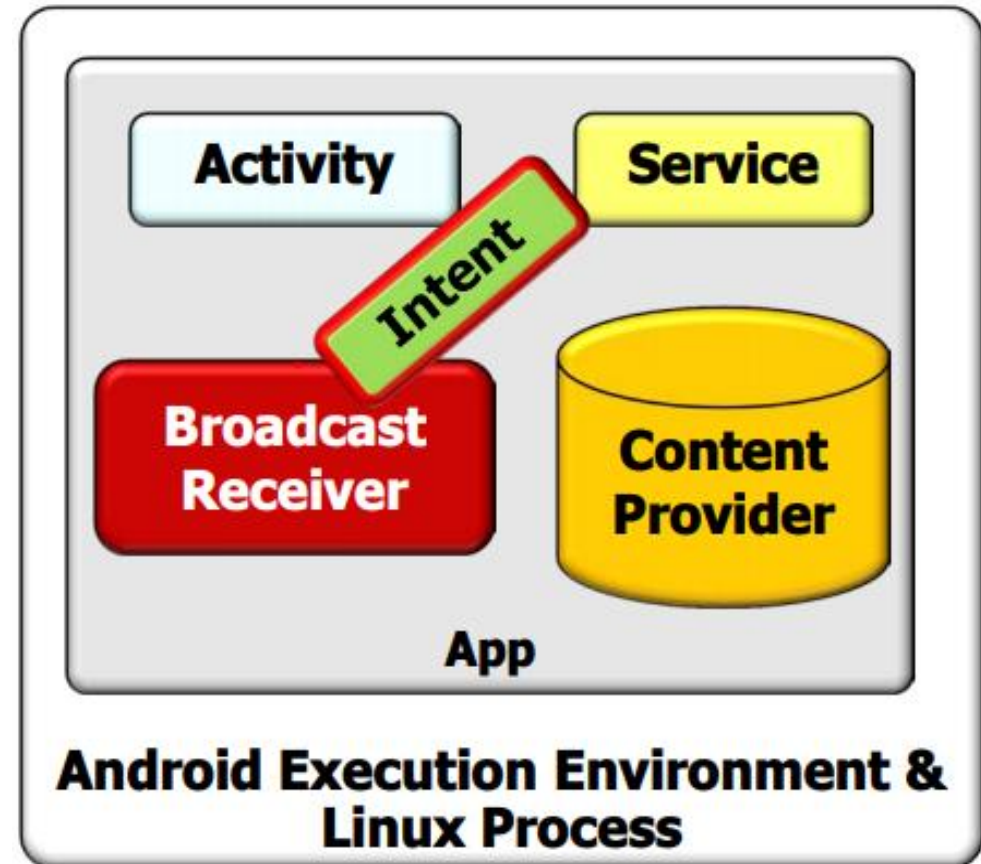 Activity
Service
Intent
Broadcast
Receiver
Content
Provider
App
Android Execution Environment &
Linux Process